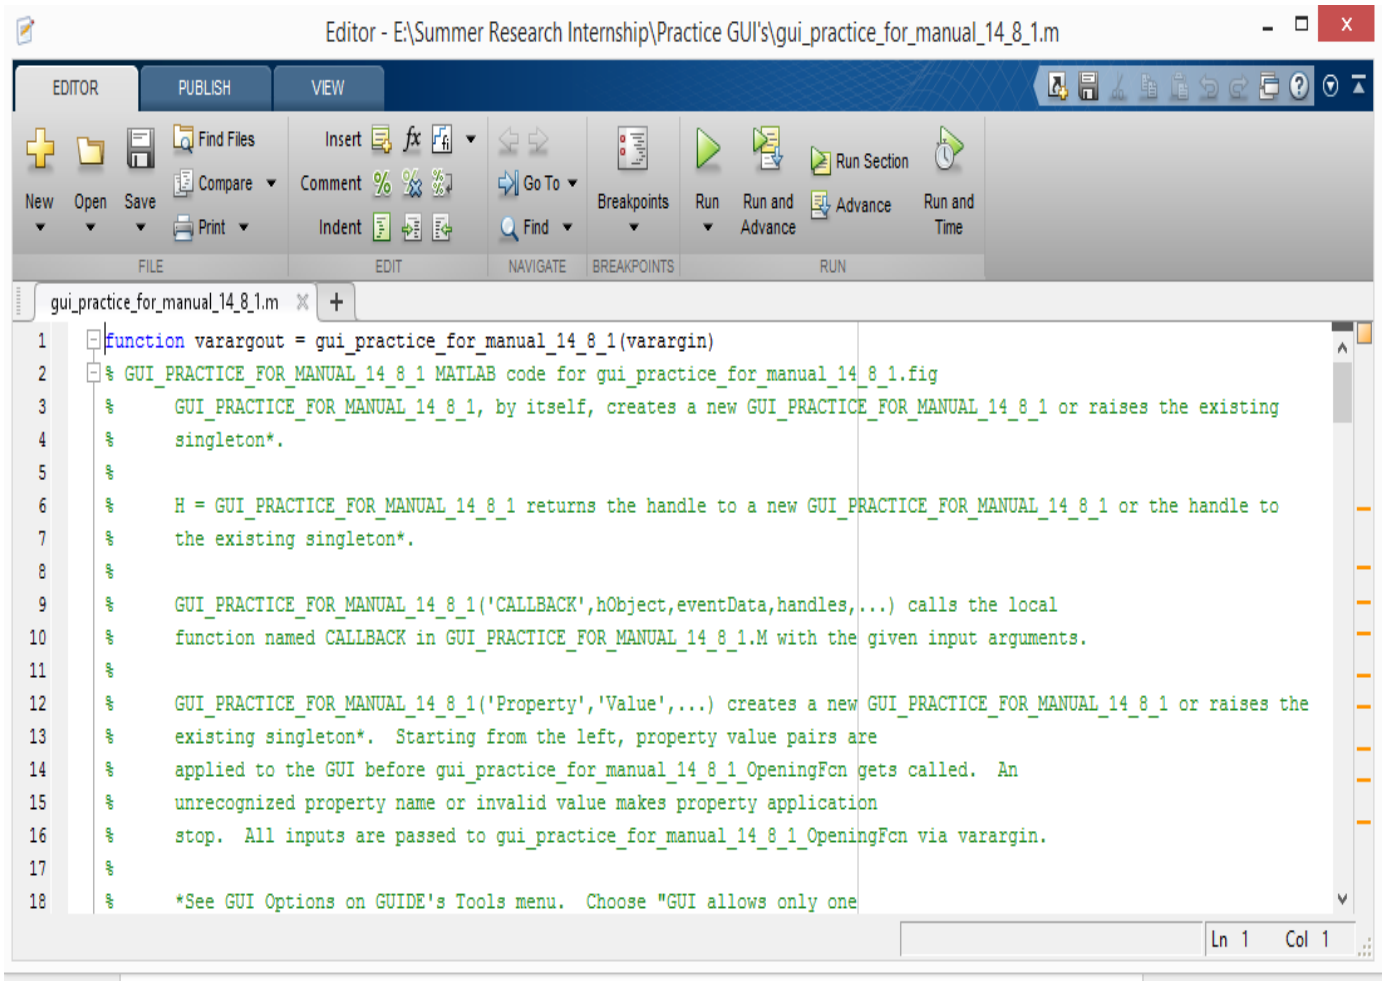 Editor - E:\Summer Research Internship\Practice GUI's\gui_practice_for_manual_14_8_1.m
EDITOR PUBLISH VIEW
New Open Save
Find Files
Compare
Print
FILE
Insert fx fi
Comment
Indent
EDIT
Go To
Find
NAVIGATE
Breakpoints
BREAKPOINTS
Run
Run and Advance
Run Section
Advance
Run and Time
RUN
gui_practice_for_manual_14_8_1.m
1 function varargout = gui_practice_for_manual_14_8_1(varargin)
2 % GUI_PRACTICE_FOR_MANUAL_14_8_1 MATLAB code for gui_practice_for_manual_14_8_1.fig
3 % GUI_PRACTICE_FOR_MANUAL_14_8_1, by itself, creates a new GUI_PRACTICE_FOR_MANUAL_14_8_1 or raises the existing
4 % singleton*.
5 %
6 % H = GUI_PRACTICE_FOR_MANUAL_14_8_1 returns the handle to a new GUI_PRACTICE_FOR_MANUAL_14_8_1 or the handle to
7 % the existing singleton*.
8 %
9 % GUI_PRACTICE_FOR_MANUAL_14_8_1('CALLBACK',hObject,eventData,handles,...) calls the local
10 % function named CALLBACK in GUI_PRACTICE_FOR_MANUAL_14_8_1.M with the given input arguments.
11 %
12 % GUI_PRACTICE_FOR_MANUAL_14_8_1('Property','Value',...) creates a new GUI_PRACTICE_FOR_MANUAL_14_8_1 or raises the
13 % existing singleton*.  Starting from the left, property value pairs are
14 % applied to the GUI before gui_practice_for_manual_14_8_1_OpeningFcn gets called.  An
15 % unrecognized property name or invalid value makes property application
16 % stop.  All inputs are passed to gui_practice_for_manual_14_8_1_OpeningFcn via varargin.
17 %
18 % *See GUI Options on GUIDE's Tools menu.  Choose "GUI allows only one
Ln 1 Col 1